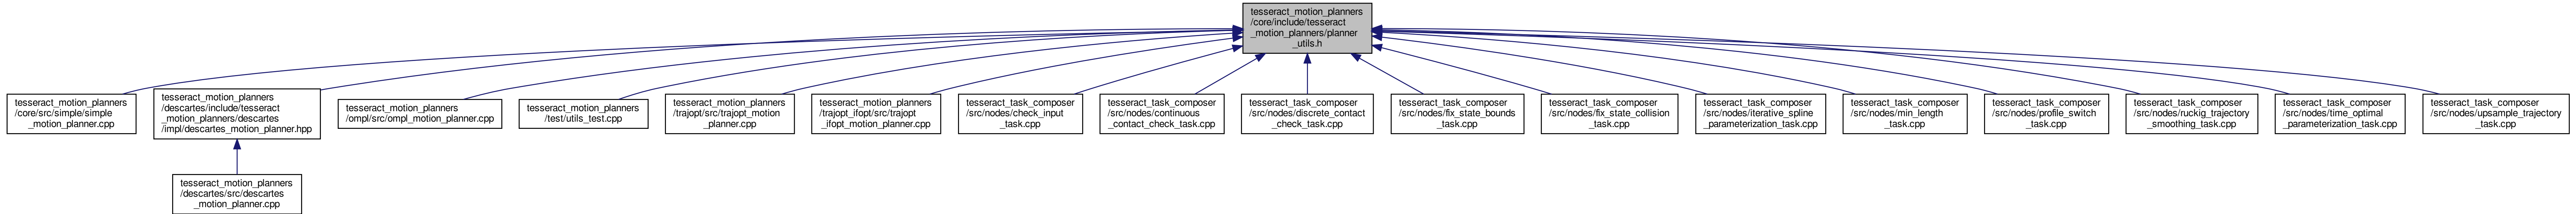 tesseract_motion_planners
/core/include/tesseract
_motion_planners/planner
_utils.h
tesseract_motion_planners
/core/src/simple/simple
_motion_planner.cpp
tesseract_motion_planners
/descartes/include/tesseract
_motion_planners/descartes
/impl/descartes_motion_planner.hpp
tesseract_motion_planners
/ompl/src/ompl_motion_planner.cpp
tesseract_motion_planners
/test/utils_test.cpp
tesseract_motion_planners
/trajopt/src/trajopt_motion
_planner.cpp
tesseract_motion_planners
/trajopt_ifopt/src/trajopt
_ifopt_motion_planner.cpp
tesseract_task_composer
/src/nodes/check_input
_task.cpp
tesseract_task_composer
/src/nodes/continuous
_contact_check_task.cpp
tesseract_task_composer
/src/nodes/discrete_contact
_check_task.cpp
tesseract_task_composer
/src/nodes/fix_state_bounds
_task.cpp
tesseract_task_composer
/src/nodes/fix_state_collision
_task.cpp
tesseract_task_composer
/src/nodes/iterative_spline
_parameterization_task.cpp
tesseract_task_composer
/src/nodes/min_length
_task.cpp
tesseract_task_composer
/src/nodes/profile_switch
_task.cpp
tesseract_task_composer
/src/nodes/ruckig_trajectory
_smoothing_task.cpp
tesseract_task_composer
/src/nodes/time_optimal
_parameterization_task.cpp
tesseract_task_composer
/src/nodes/upsample_trajectory
_task.cpp
tesseract_motion_planners
/descartes/src/descartes
_motion_planner.cpp